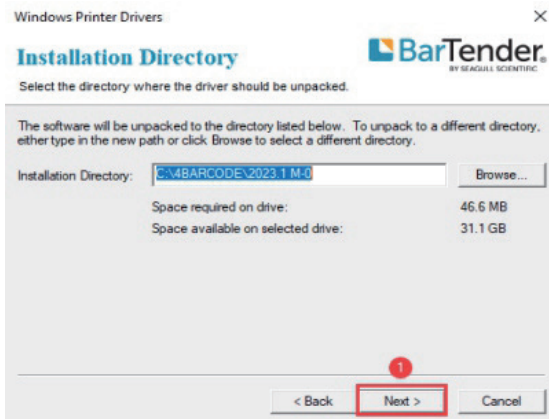 Windows Printer Drivers
Installation Directory
BarTender®
BY SEAGULL SCIENTIFIC
Select the directory where the driver should be unpacked.
The software will be unpacked to the directory listed below. To unpack to a different directory,
either type in the new path or click Browse to select a different directory.
Installation Directory: C:\4BARCODE\2023.1 M-0 Browse...
Space required on drive: 46.6 MB
Space available on selected drive: 31.1 GB
1
< Back Next > Cancel